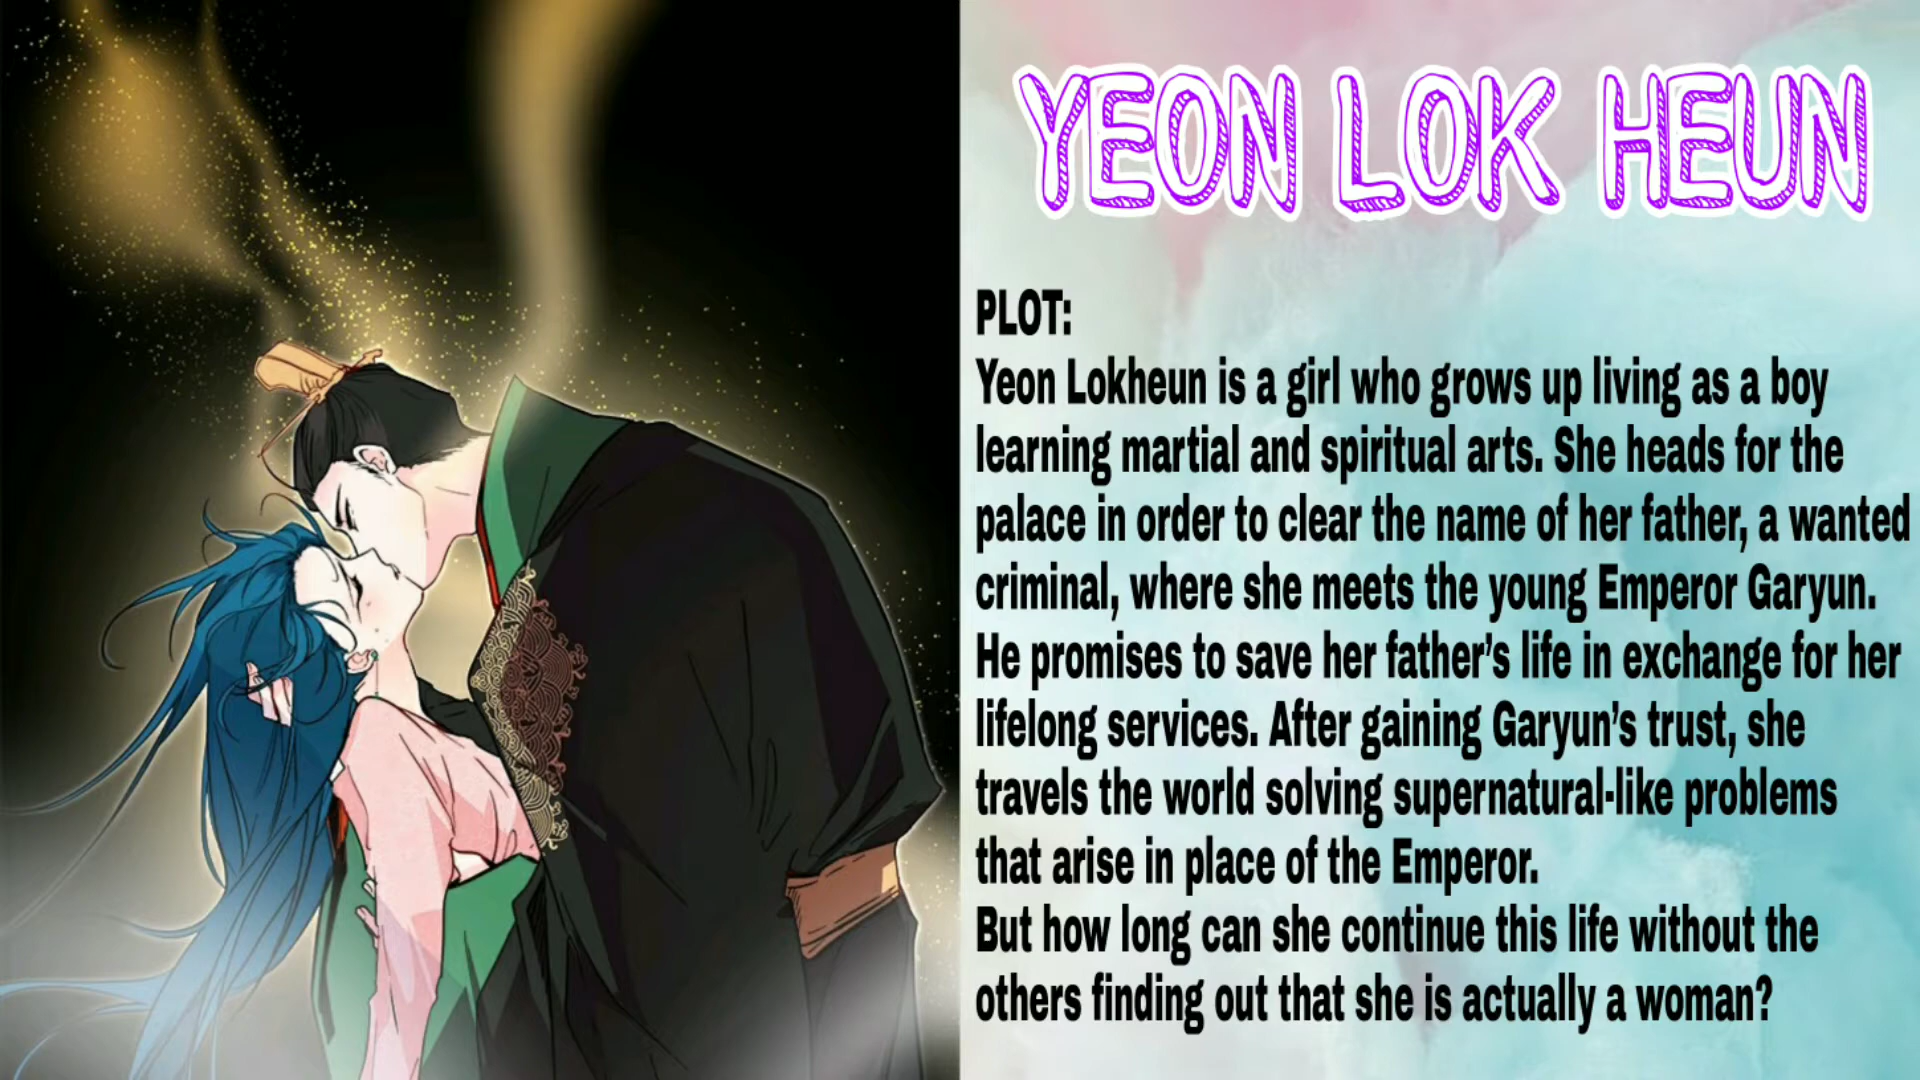 YEON LOK HEUN
PLOT:
Yeon Lokheun is a girl who grows up living as a boy
learning martial and spiritual arts. She heads for the
palace in order to clear the name of her father, a wanted
criminal, where she meets the young Emperor Garyun.
He promises to save her father's life in exchange for her
lifelong services. After gaining Garyun's trust, she
travels the world solving supernatural-like problems
that arise in place of the Emperor.
But how long can she continue this life without the
others finding out that she is actually a woman?